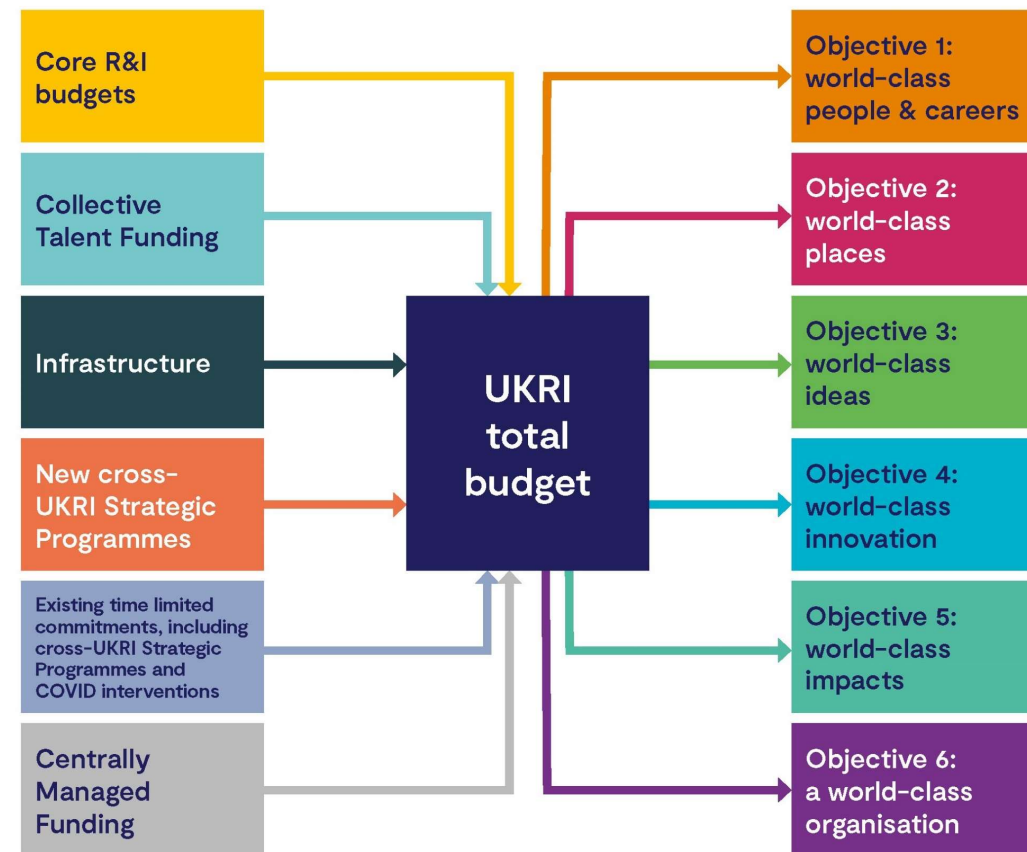 Core R&I
budgets
Collective
Talent Funding
Infrastructure
New cross-
UKRI Strategic
Programmes
Existing time limited
commitments, including
cross-UKRI Strategic
Programmes and
COVID interventions
Centrally
Managed
Funding
UKRI
total
budget
Objective 1:
world-class
people & careers
Objective 2:
world-class
places
Objective 3:
world-class
ideas
Objective 4:
world-class
innovation
Objective 5:
world-class
impacts
Objective 6:
a world-class
organisation